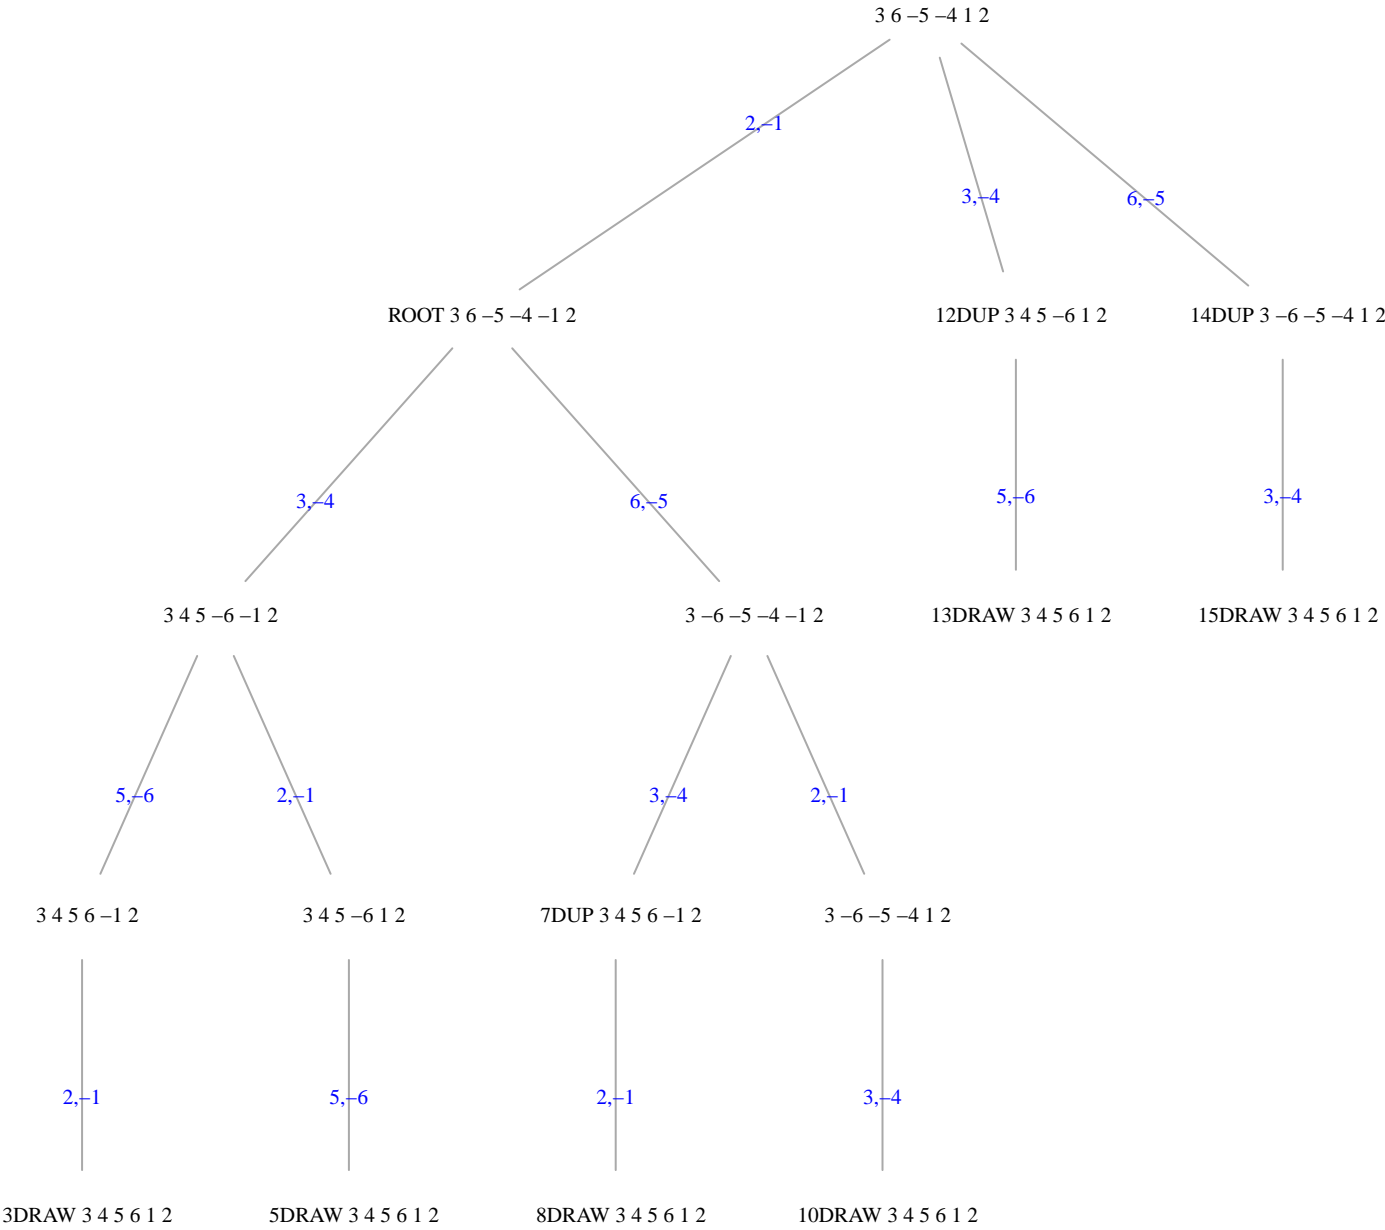 3 6 –5 –4 1 2
2,–1
3,–4
6,–5
ROOT 3 6 –5 –4 –1 2
12DUP 3 4 5 –6 1 2
14DUP 3 –6 –5 –4 1 2
3,–4
6,–5
5,–6
3,–4
3 4 5 –6 –1 2
3 –6 –5 –4 –1 2
13DRAW 3 4 5 6 1 2
15DRAW 3 4 5 6 1 2
5,–6
2,–1
3,–4
2,–1
3 4 5 6 –1 2
3 4 5 –6 1 2
7DUP 3 4 5 6 –1 2
3 –6 –5 –4 1 2
2,–1
5,–6
2,–1
3,–4
3DRAW 3 4 5 6 1 2
5DRAW 3 4 5 6 1 2
8DRAW 3 4 5 6 1 2
10DRAW 3 4 5 6 1 2